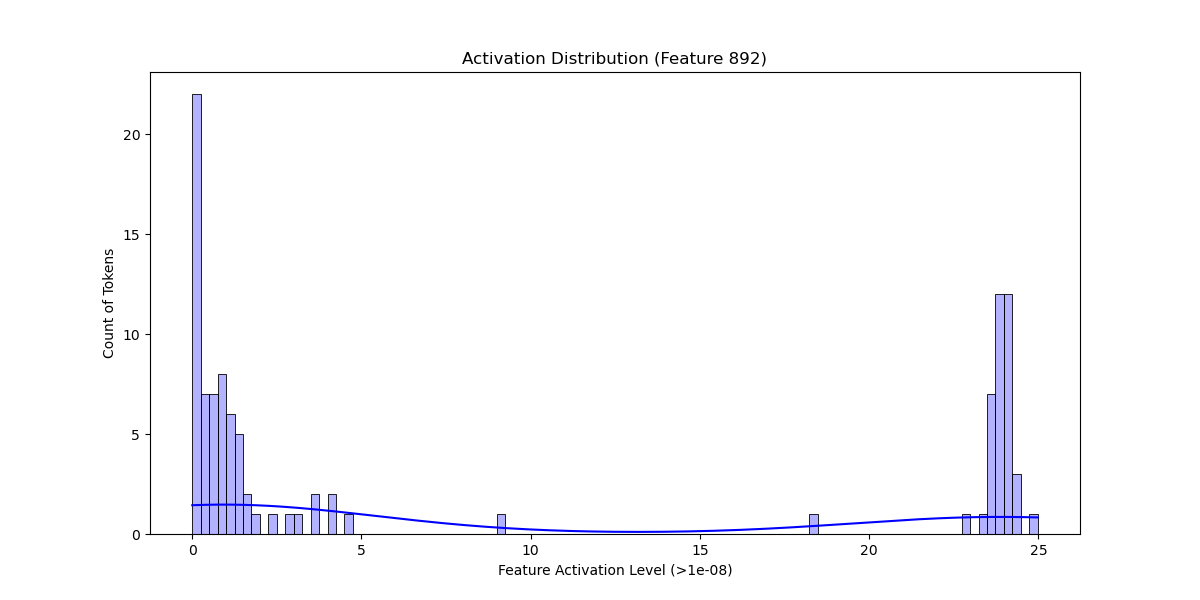 Activation Distribution (Feature 892)
Count of Tokens
20
15
10
5
0
0 5 10 15 20 25
Feature Activation Level (>1e-08)